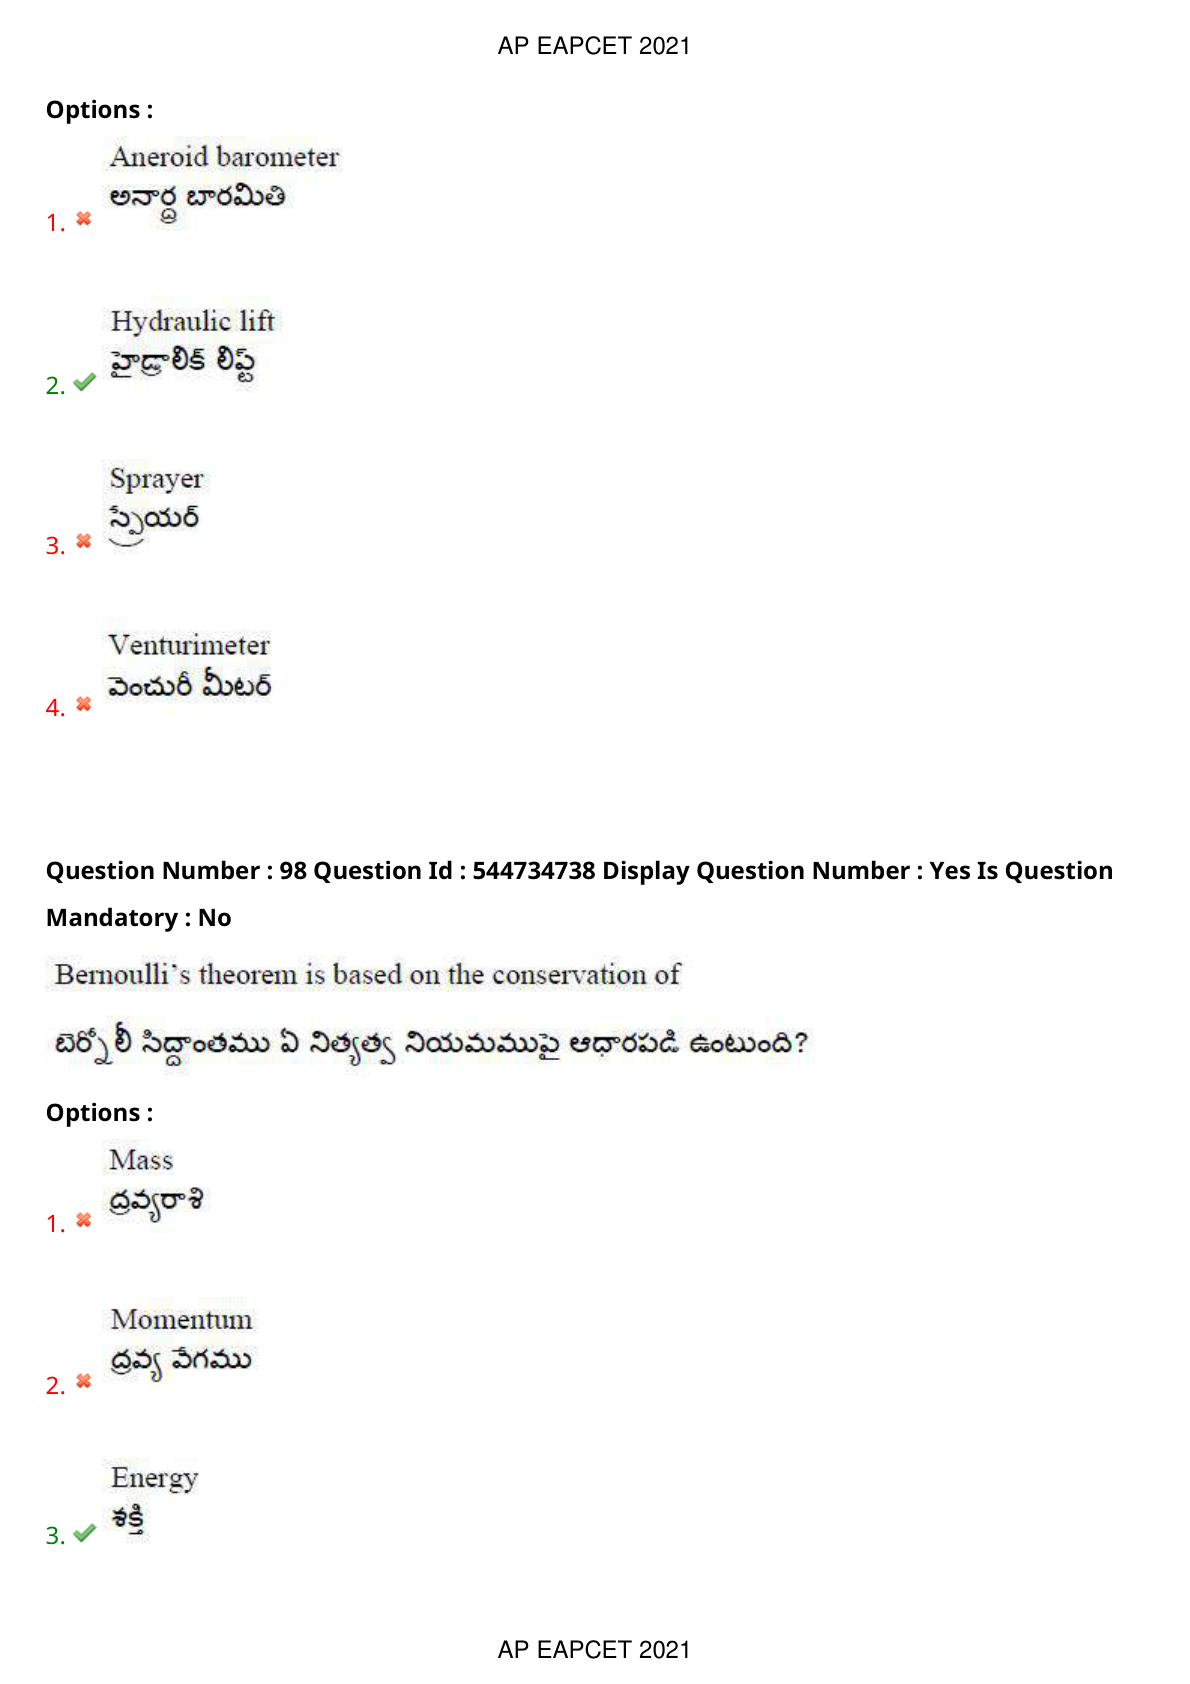 AP EAPCET 2021
Options :
Aneroid barometer
అనార్ద్ర బారమితి
1.
Hydraulic lift
హైడ్రాలిక్ లిఫ్ట్
2.
Sprayer
స్ప్రేయర్
3.
Venturimeter
వెంచురీ మీటర్
4.
Question Number : 98 Question Id : 544734738 Display Question Number : Yes Is Question
Mandatory : No
Bernoulli's theorem is based on the conservation of
బెర్నోలీ సిద్దాంతము ఏ నిత్యత్వ నియమముపై ఆధారపడి ఉంటుంది?
Options :
Mass
ద్రవ్యరాశి
1.
Momentum
ద్రవ్య వేగము
2.
Energy
శక్తి
3.
AP EAPCET 2021